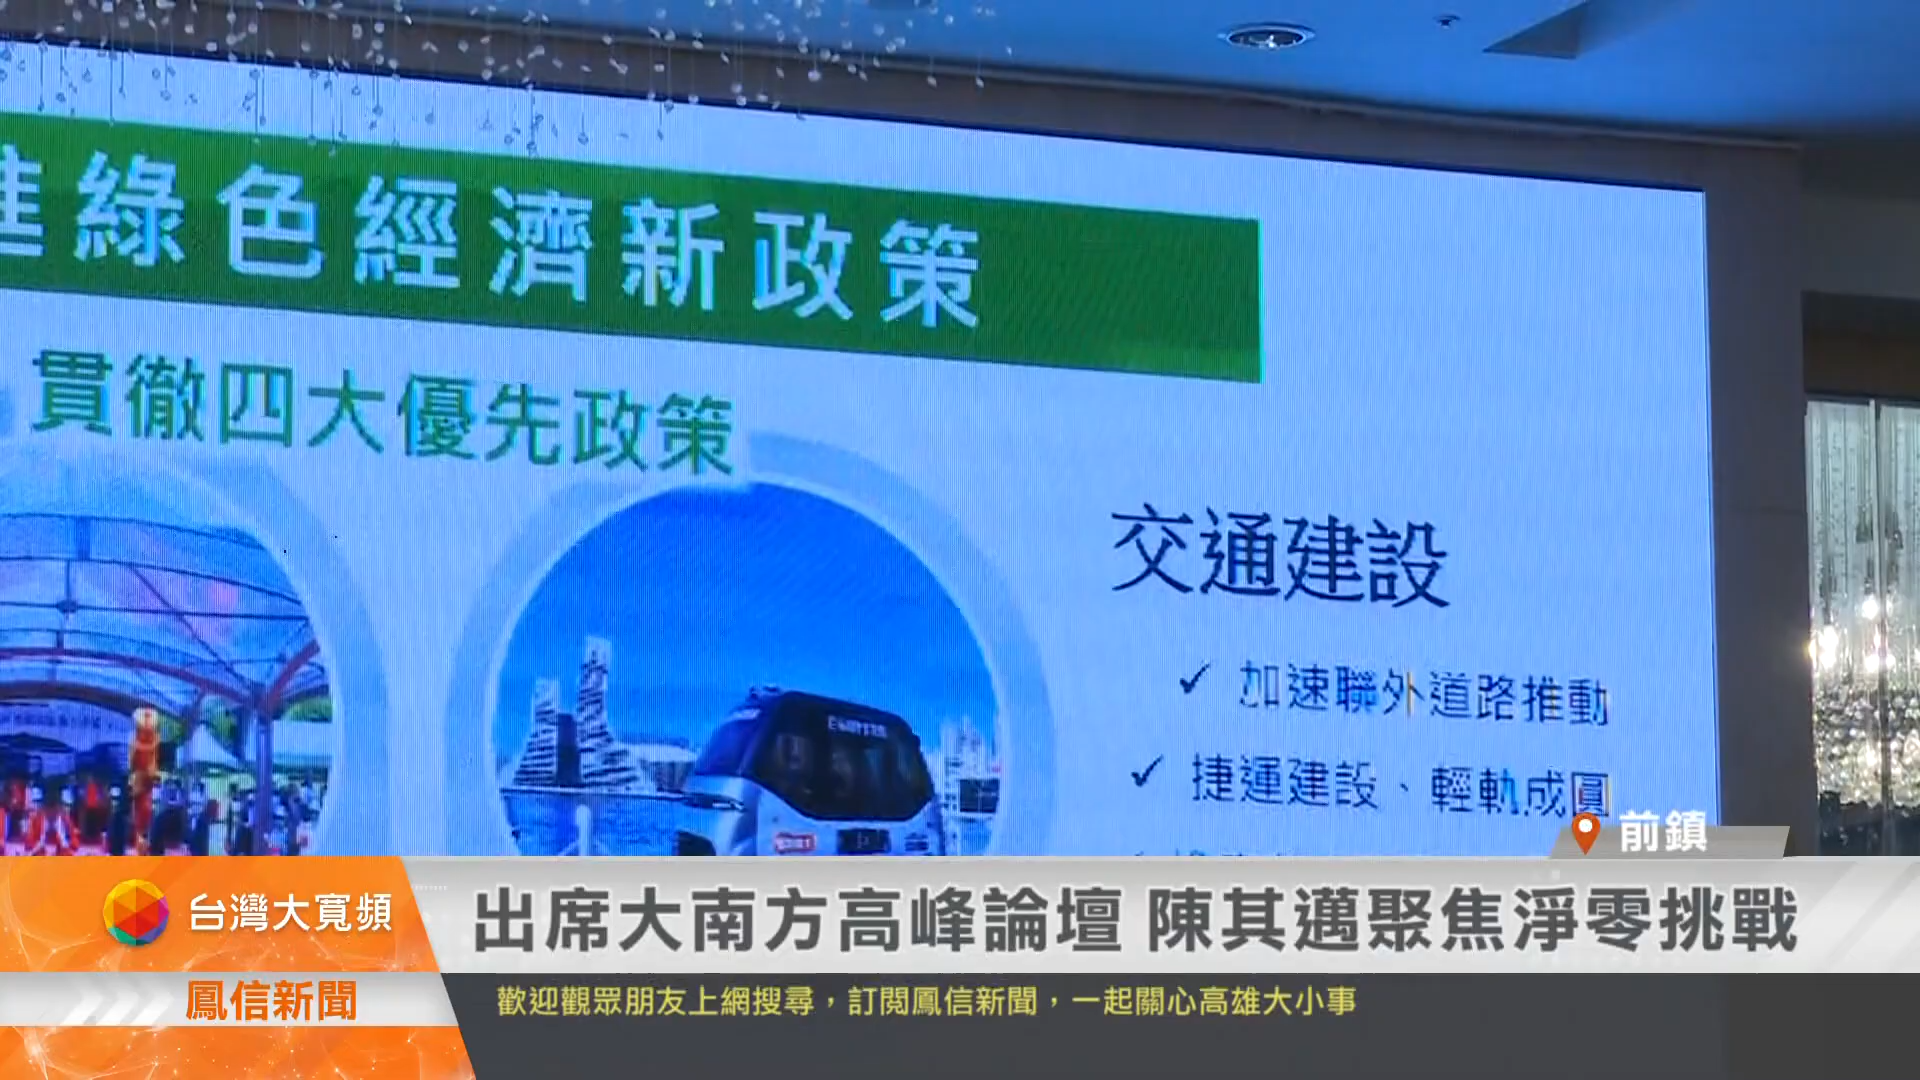 進綠色經濟新政策
貫徹四大優先政策
交通建設
✓ 加速聯外道路推動
✓ 捷運建設、輕軌成圓
前鎮
台灣大寬頻
出席大南方高峰論壇 陳其邁聚焦淨零挑戰
鳳信新聞
歡迎觀眾朋友上網搜尋，訂閱鳳信新聞，一起關心高雄大小事